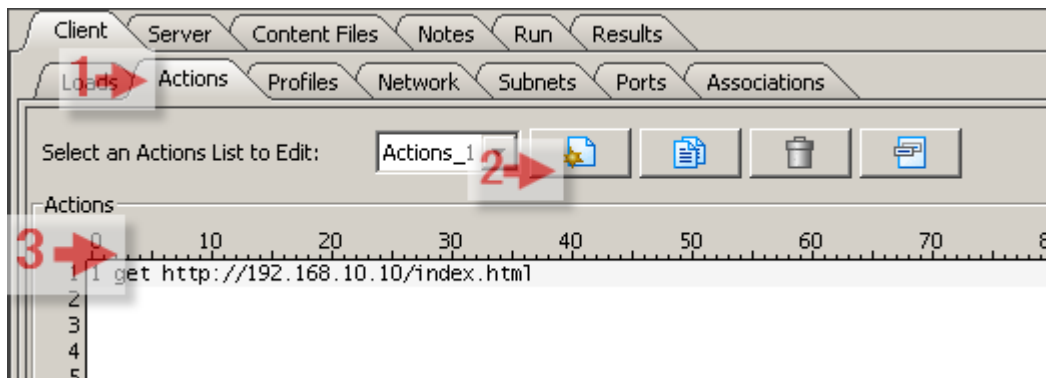 Client Server Content Files Notes Run Results
1 Loads Actions Profiles Network Subnets Ports Associations
Select an Actions List to Edit: Actions_1 2
Actions
3 0 10 20 30 40 50 60 70 8
1 1 get http://192.168.10.10/index.html
2
3
4
5